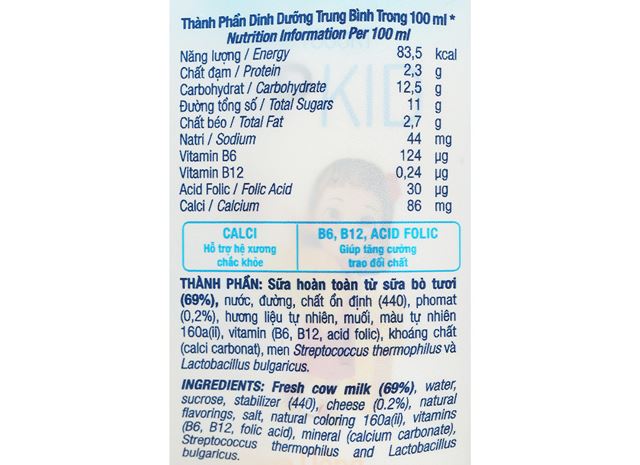 Thành Phần Dinh Dưỡng Trung Bình Trong 100 ml *
Nutrition Information Per 100 ml
Năng lượng / Energy 83,5 kcal
Chất đạm / Protein 2,3 g
Carbohydrat / Carbohydrate 12,5 g
Đường tổng số / Total Sugars 11 g
Chất béo / Total Fat 2,7 g
Natri / Sodium 44 mg
Vitamin B6 124 µg
Vitamin B12 0,24 µg
Acid Folic / Folic Acid 30 µg
Calci / Calcium 86 mg
CALCI
Hỗ trợ hệ xương
chắc khỏe
B6, B12, ACID FOLIC
Giúp tăng cường
trao đổi chất
THÀNH PHẦN: Sữa hoàn toàn từ sữa bò tươi
(69%), nước, đường, chất ổn định (440), phomat
(0,2%), hương liệu tự nhiên, muối, màu tự nhiên
160a(ii), vitamin (B6, B12, acid folic), khoáng chất
(calci carbonat), men Streptococcus thermophilus và
Lactobacillus bulgaricus.
INGREDIENTS: Fresh cow milk (69%), water,
sucrose, stabilizer (440), cheese (0.2%), natural
flavorings, salt, natural coloring 160a(ii), vitamins
(B6, B12, folic acid), mineral (calcium carbonate),
Streptococcus thermophilus and Lactobacillus
bulgaricus.